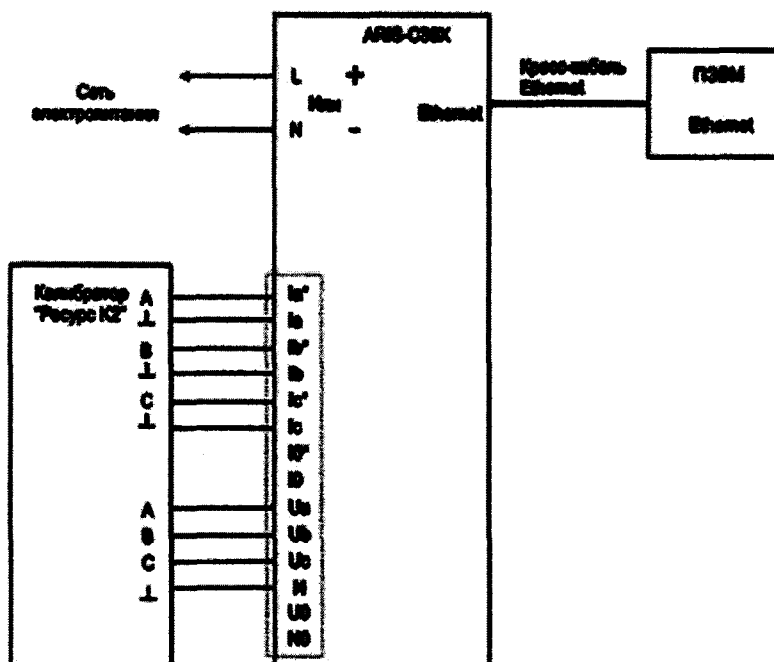 ARIS-C30X
L +
Или
N -
Сеть
электропитания
Ethernet
Кросс-кабель
Ethernet
ПЭВМ
Ethernet
Калибратор
"Ресурс К2"
A
⊥
B
⊥
C
⊥
A
B
C
⊥
Ia*
Ia
Ib*
Ib
Ic*
Ic
I0*
I0
Ua
Ub
Uc
N
U0
N0